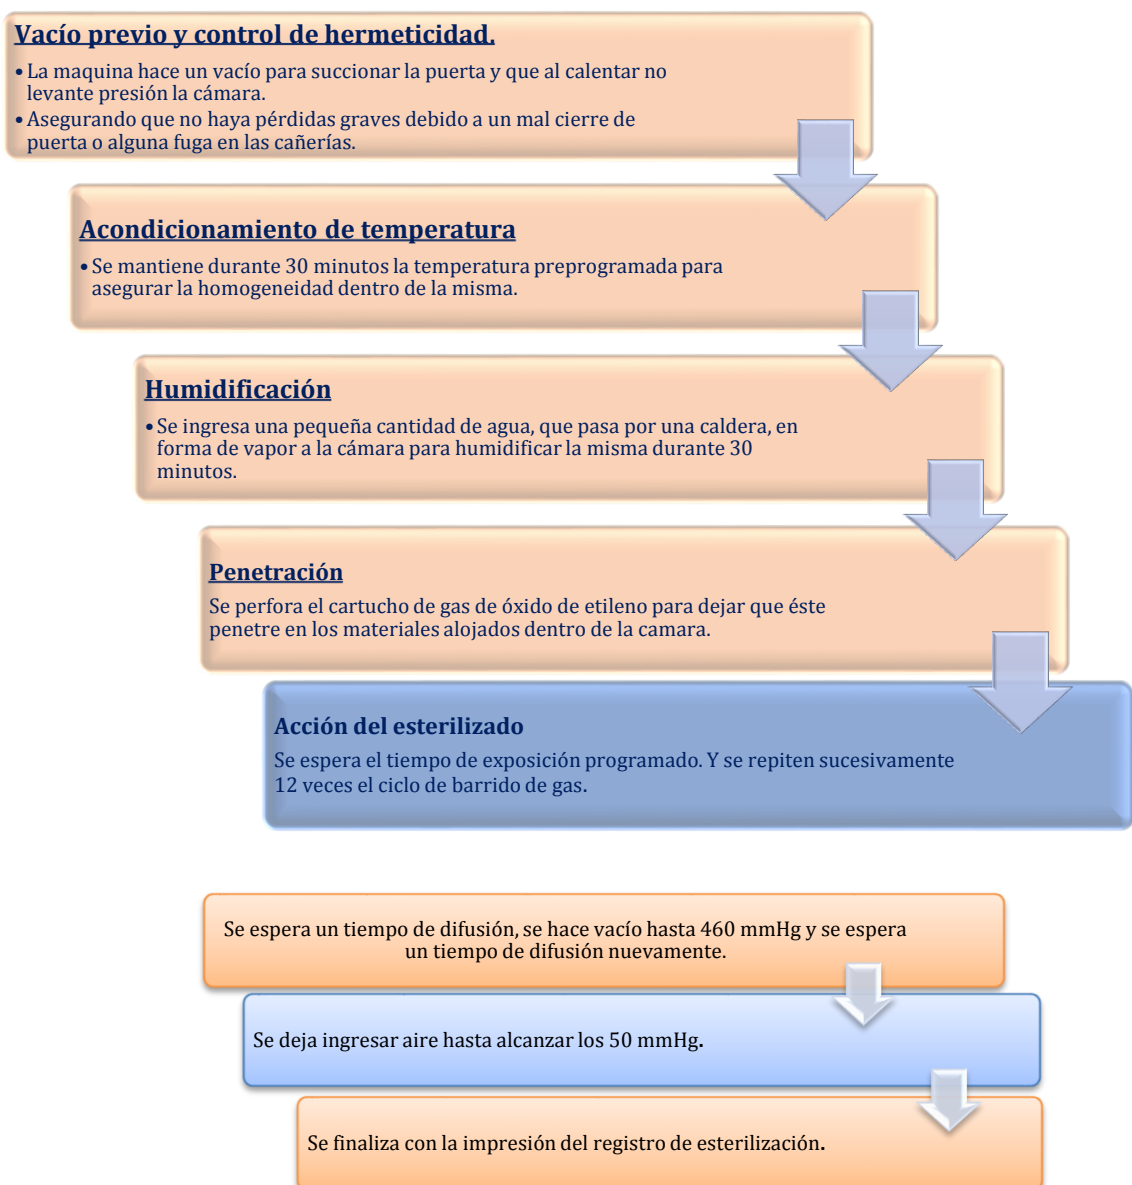 Vacío previo y control de hermeticidad.
•La maquina hace un vacío para succionar la puerta y que al calentar no
levante presión la cámara.
•Asegurando que no haya pérdidas graves debido a un mal cierre de
puerta o alguna fuga en las cañerías.
Acondicionamiento de temperatura
•Se mantiene durante 30 minutos la temperatura preprogramada para
asegurar la homogeneidad dentro de la misma.
Humidificación
•Se ingresa una pequeña cantidad de agua, que pasa por una caldera, en
forma de vapor a la cámara para humidificar la misma durante 30
minutos.
Penetración
Se perfora el cartucho de gas de óxido de etileno para dejar que éste
penetre en los materiales alojados dentro de la camara.
Acción del esterilizado
Se espera el tiempo de exposición programado. Y se repiten sucesivamente
12 veces el ciclo de barrido de gas.
Se espera un tiempo de difusión, se hace vacío hasta 460 mmHg y se espera
un tiempo de difusión nuevamente.
Se deja ingresar aire hasta alcanzar los 50 mmHg.
Se finaliza con la impresión del registro de esterilización.